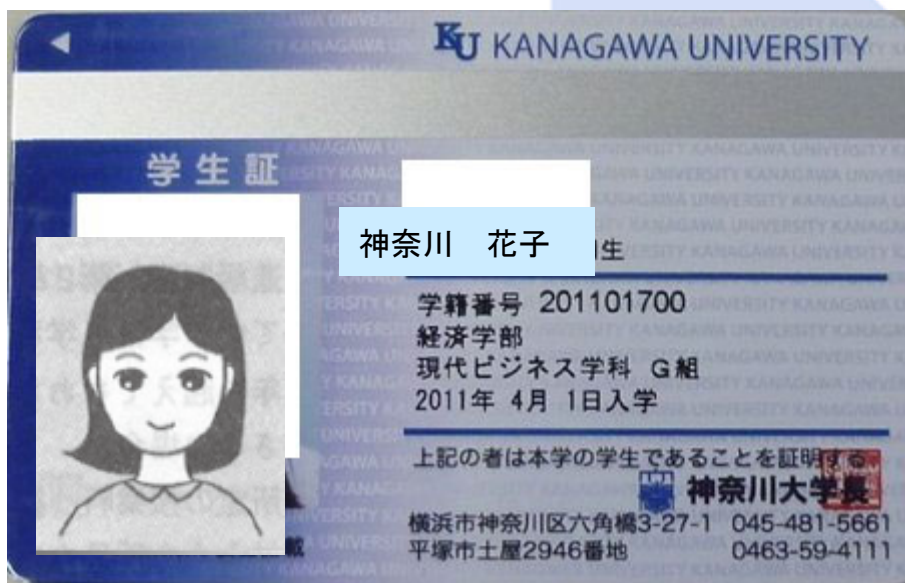 KU KANAGAWA UNIVERSITY
学生証
神奈川 花子
生
学籍番号 201101700
経済学部
現代ビジネス学科 G組
2011年 4月 1日入学
上記の者は本学の学生であることを証明する
神奈川大学長
横浜市神奈川区六角橋3-27-1 045-481-5661
平塚市土屋2946番地 0463-59-4111
載